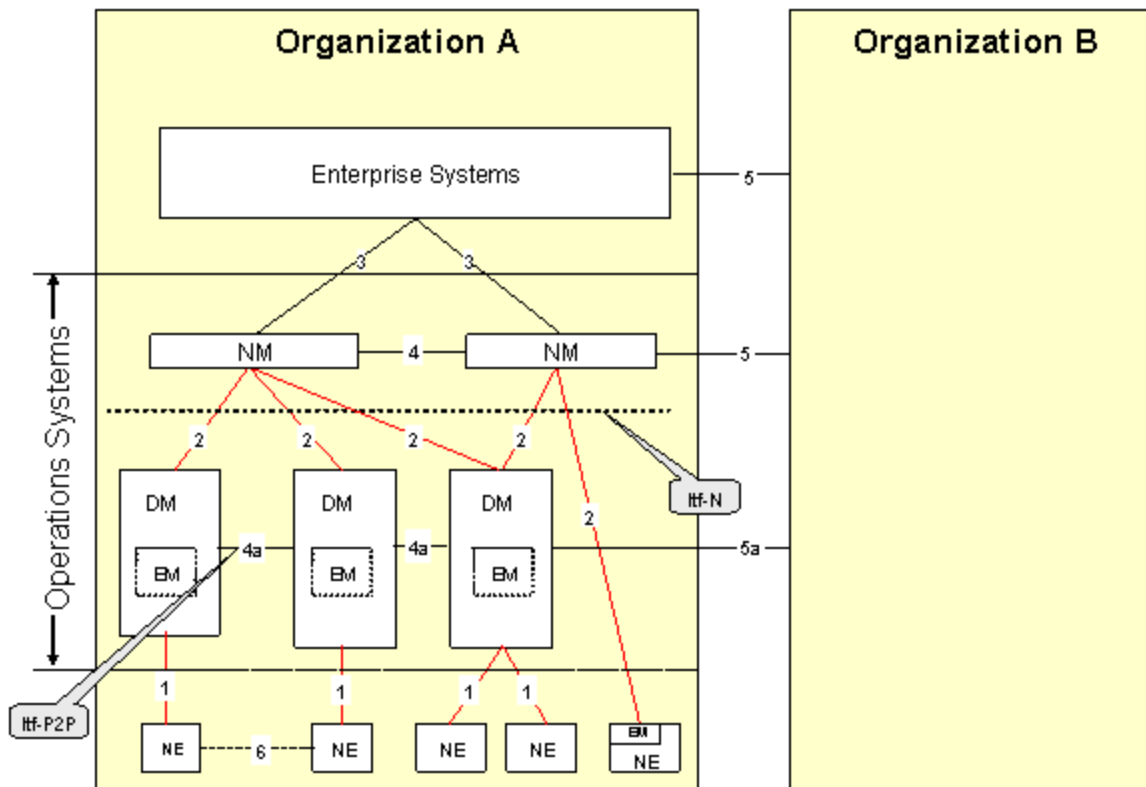 Organization A
Organization B
Enterprise Systems
5
3
3
Operations Systems
NM
4
NM
5
2
2
2
2
Itf-N
2
DM
DM
DM
4a
4a
5a
EM
EM
EM
1
1
1
1
Itf-P2P
NE
6
NE
NE
NE
EM
NE